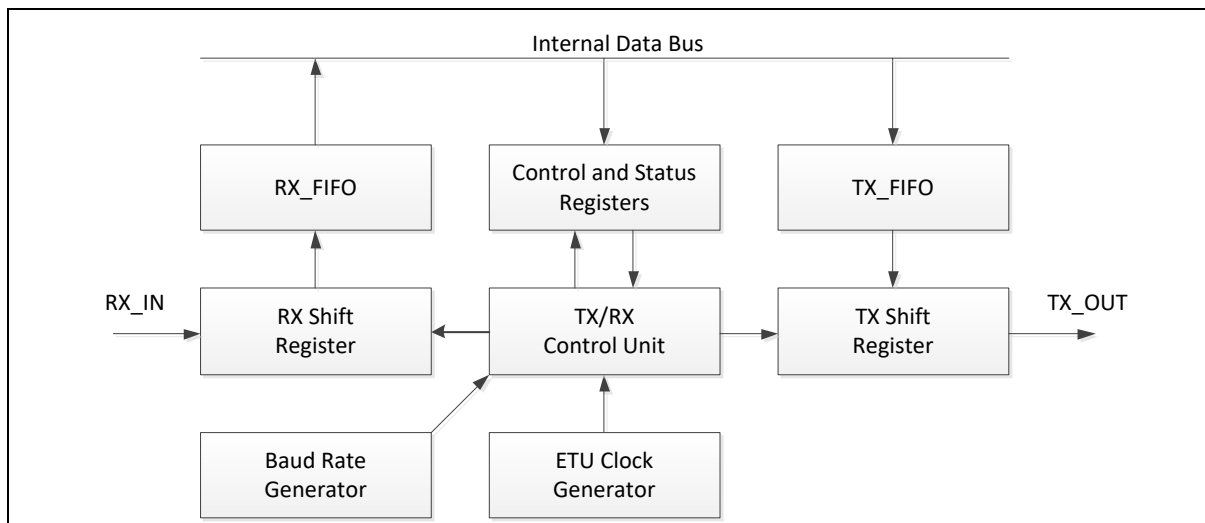 Internal Data Bus
RX_FIFO
Control and Status
Registers
TX_FIFO
RX_IN
RX Shift
Register
TX/RX
Control Unit
TX Shift
Register
TX_OUT
Baud Rate
Generator
ETU Clock
Generator